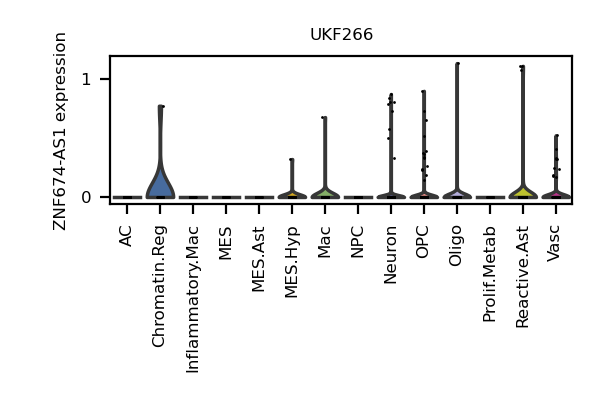 UKF266
ZNF674-AS1 expression
1
0
AC
Chromatin.Reg
Inflammatory.Mac
MES
MES.Ast
MES.Hyp
Mac
NPC
Neuron
OPC
Oligo
Prolif.Metab
Reactive.Ast
Vasc